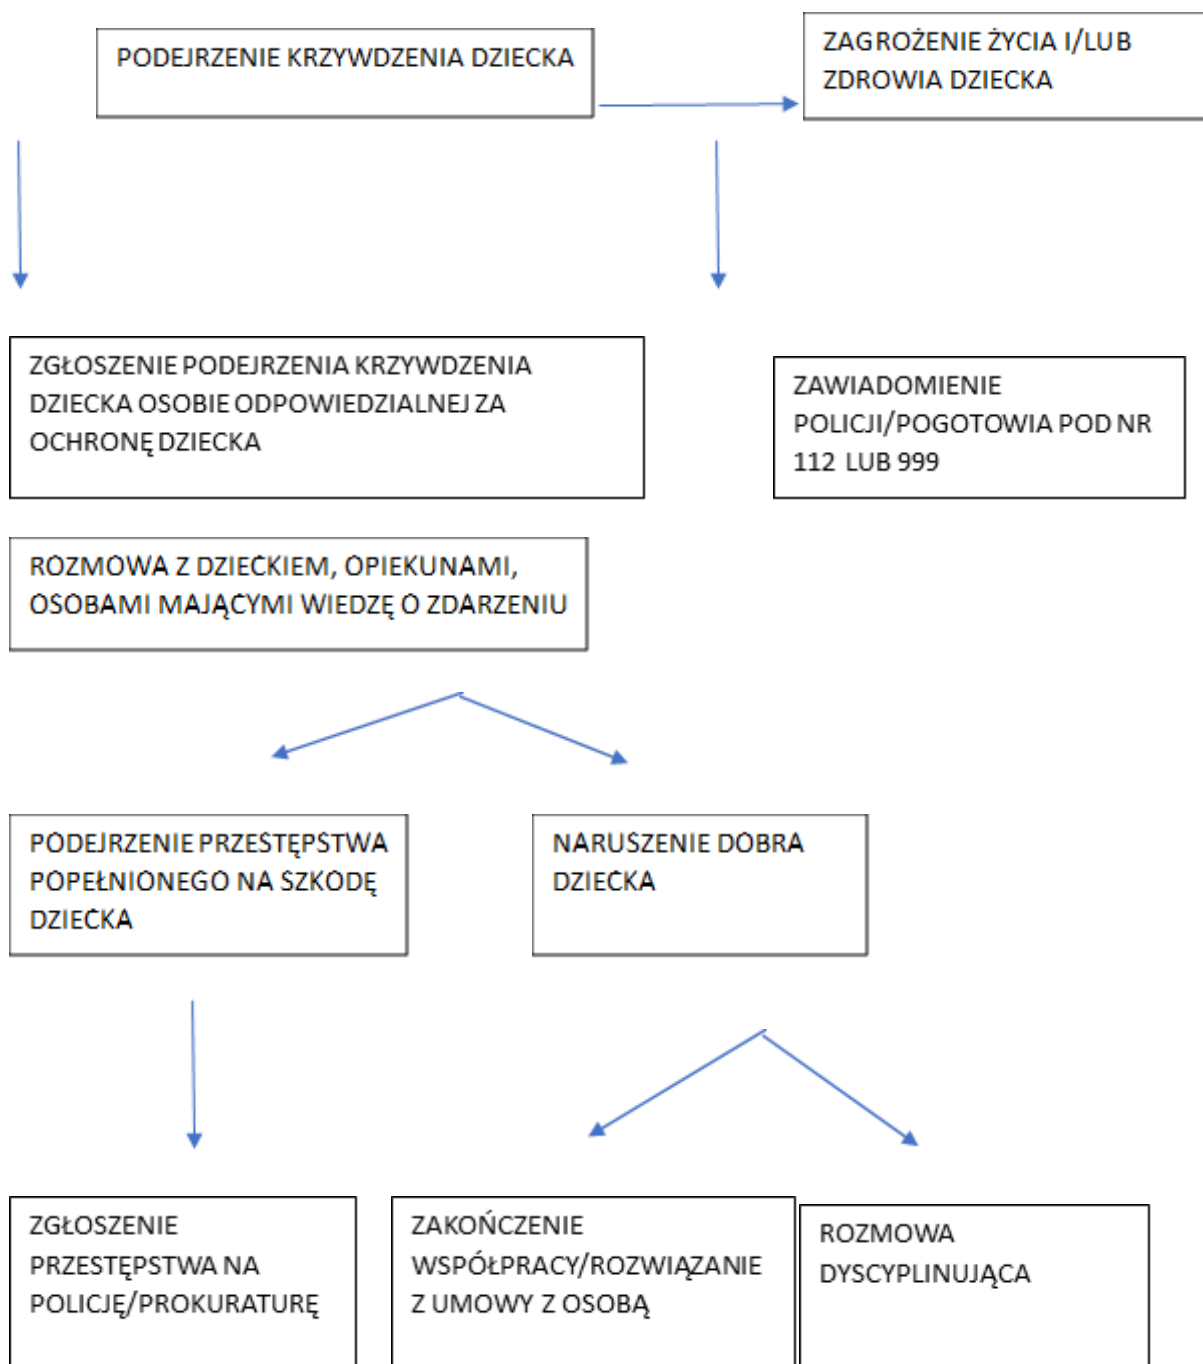 PODEJRZENIE KRZYWDZENIA DZIECKA
ZAGROŻENIE ŻYCIA I/LUB
ZDROWIA DZIECKA
ZGŁOSZENIE PODEJRZENIA KRZYWDZENIA
DZIECKA OSOBIE ODPOWIEDZIALNEJ ZA
OCHRONĘ DZIECKA
ZAWIADOMIENIE
POLICJI/POGOTOWIA POD NR
112 LUB 999
ROZMOWA Z DZIECKIEM, OPIEKUNAMI,
OSOBAMI MAJĄCYMI WIEDZĘ O ZDARZENIU
PODEJRZENIE PRZESTĘPSTWA
POPEŁNIONEGO NA SZKODĘ
DZIECKA
NARUSZENIE DOBRA
DZIECKA
ZGŁOSZENIE
PRZESTĘPSTWA NA
POLICJĘ/PROKURATURĘ
ZAKOŃCZENIE
WSPÓŁPRACY/ROZWIĄZANIE
Z UMOWY Z OSOBĄ
ROZMOWA
DYSCYPLINUJĄCA